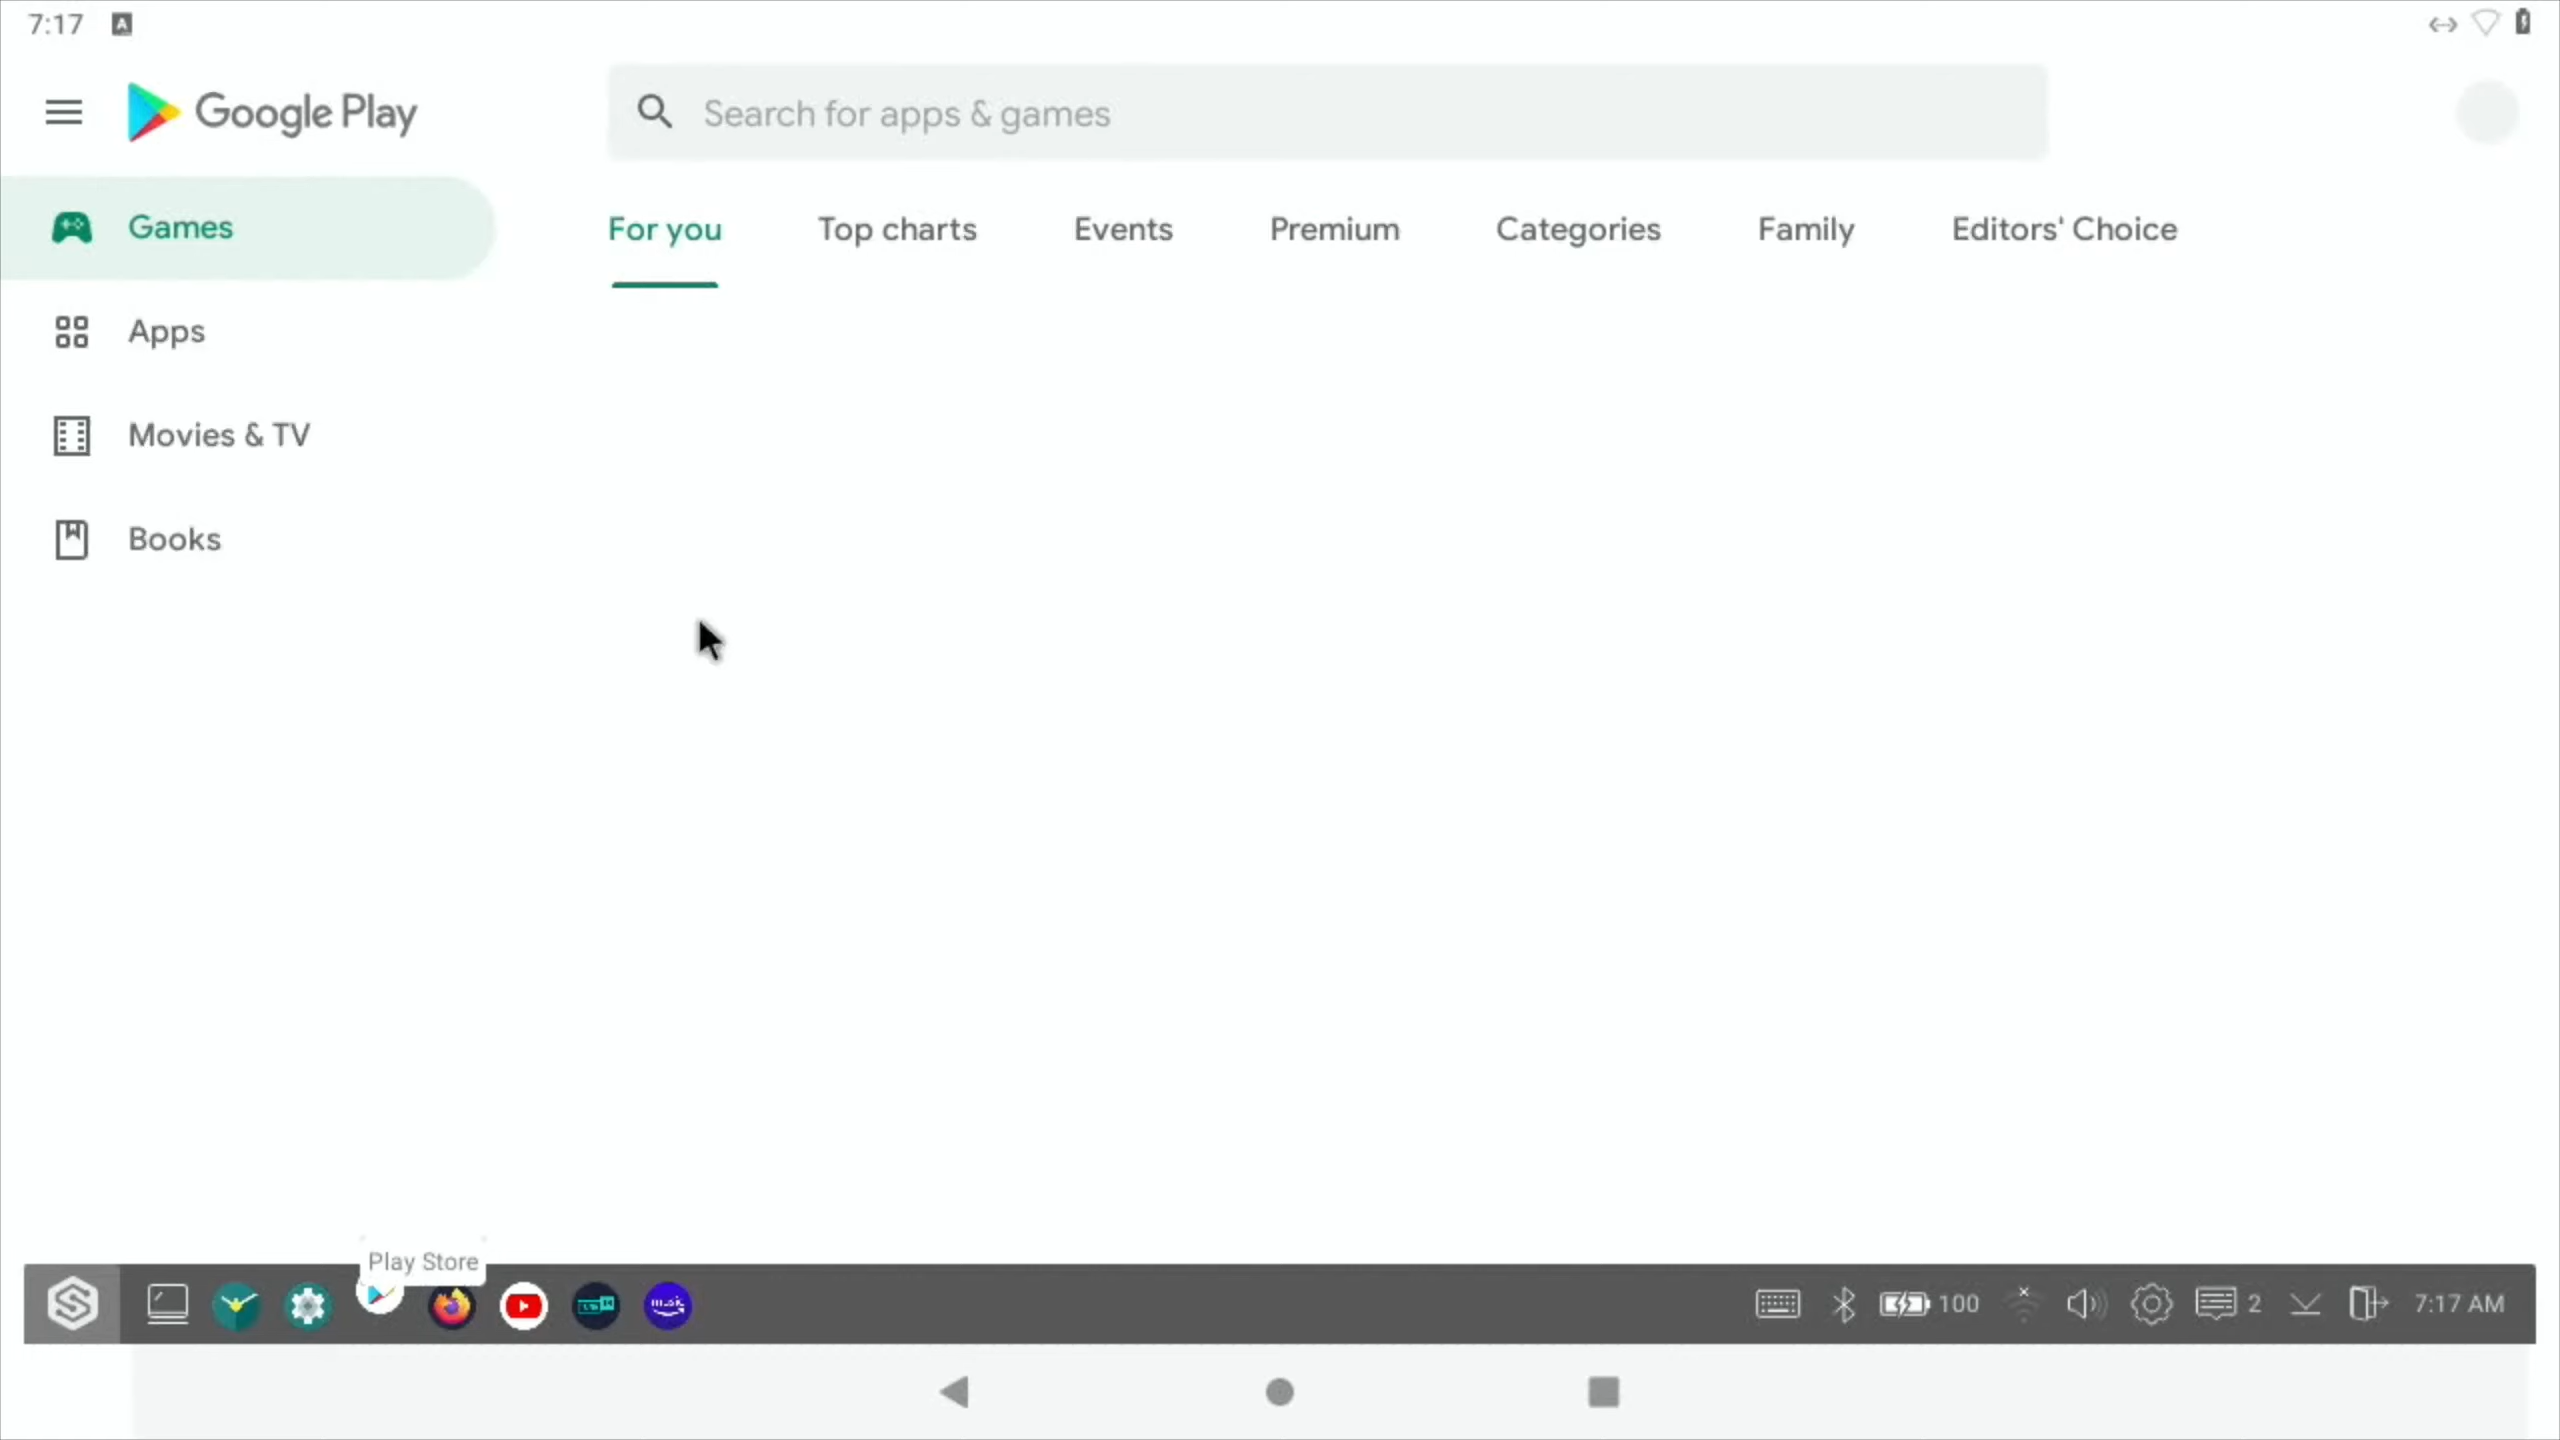 7:17 A
Google Play
Search for apps & games
Games
For you Top charts Events Premium Categories Family Editors' Choice
Apps
Movies & TV
Books
Play Store
music
100
2
7:17 AM